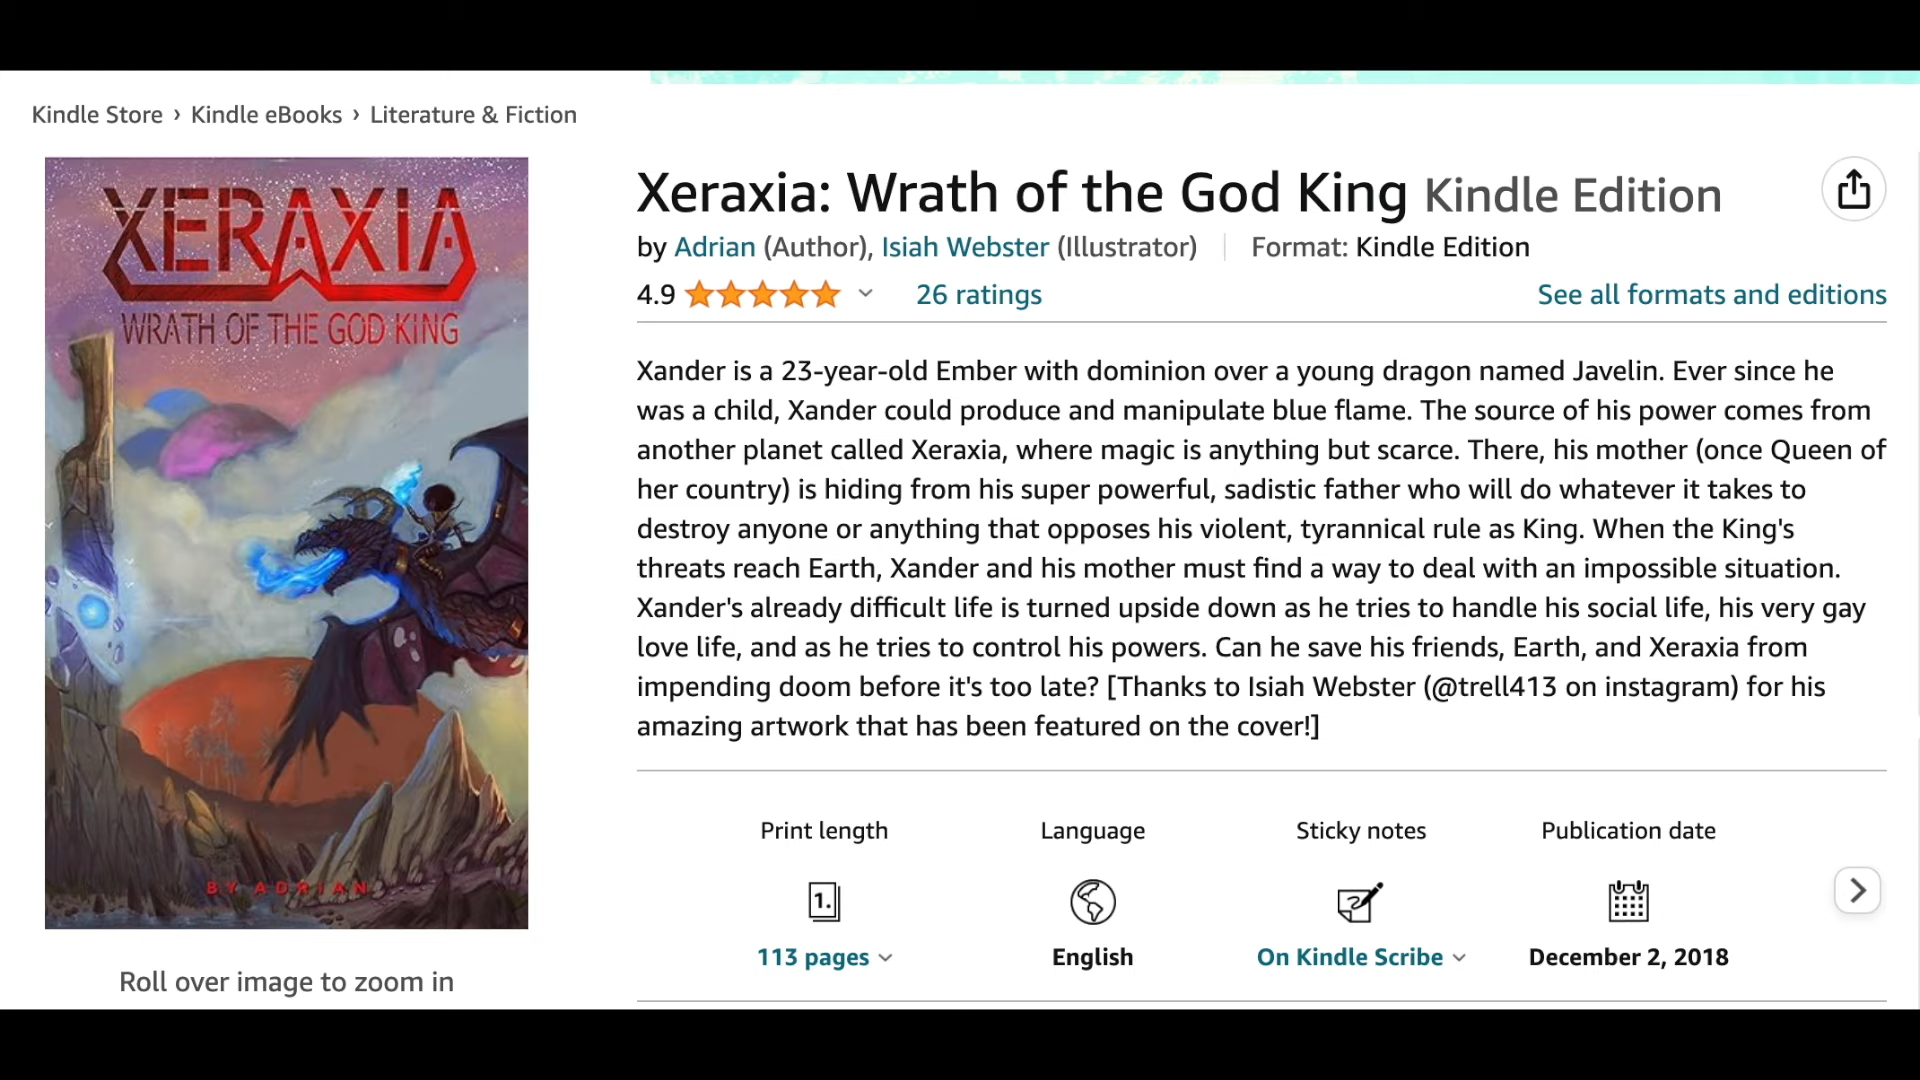 Kindle Store › Kindle eBooks › Literature & Fiction
XERAXIA
WRATH OF THE GOD KING
BY ADRIAN
Roll over image to zoom in
Xeraxia: Wrath of the God King Kindle Edition
by Adrian (Author), Isiah Webster (Illustrator) | Format: Kindle Edition
4.9 26 ratings
See all formats and editions
Xander is a 23-year-old Ember with dominion over a young dragon named Javelin. Ever since he
was a child, Xander could produce and manipulate blue flame. The source of his power comes from
another planet called Xeraxia, where magic is anything but scarce. There, his mother (once Queen of
her country) is hiding from his super powerful, sadistic father who will do whatever it takes to
destroy anyone or anything that opposes his violent, tyrannical rule as King. When the King's
threats reach Earth, Xander and his mother must find a way to deal with an impossible situation.
Xander's already difficult life is turned upside down as he tries to handle his social life, his very gay
love life, and as he tries to control his powers. Can he save his friends, Earth, and Xeraxia from
impending doom before it's too late? [Thanks to Isiah Webster (@trell413 on instagram) for his
amazing artwork that has been featured on the cover!]
Print length
1.
113 pages
Language
English
Sticky notes
On Kindle Scribe
Publication date
December 2, 2018